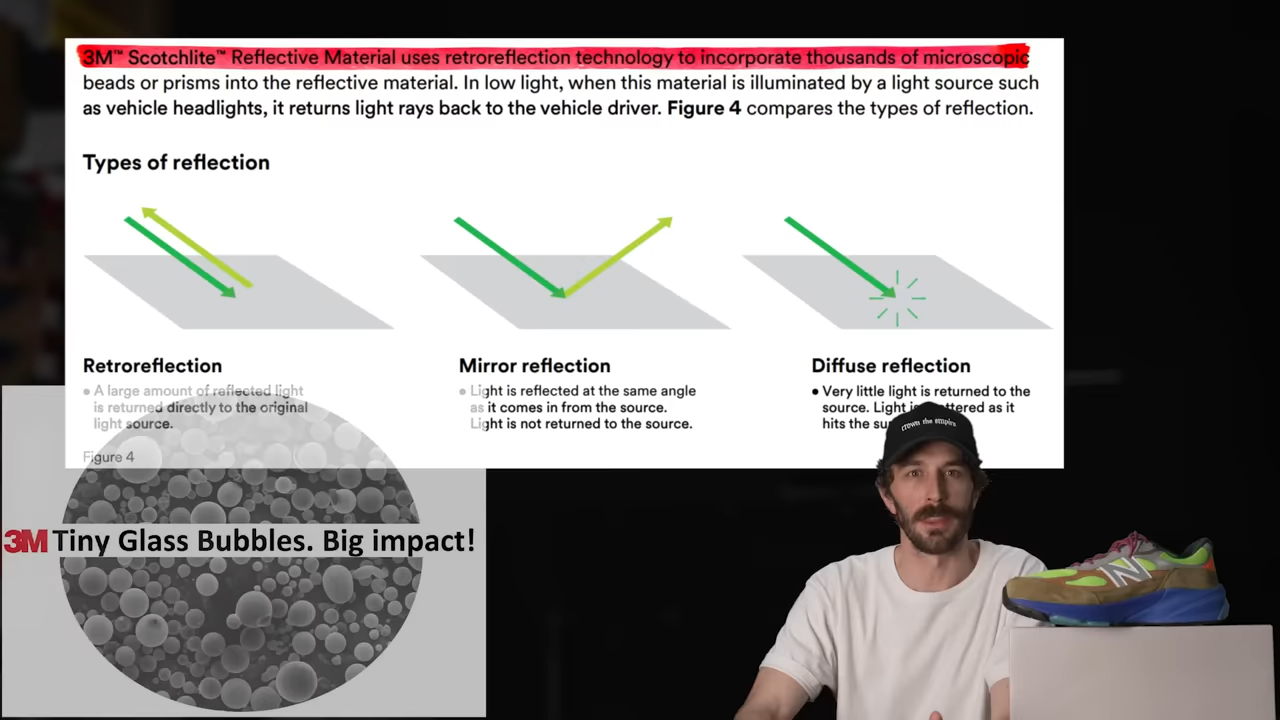 3M™ Scotchlite™ Reflective Material uses retroreflection technology to incorporate thousands of microscopic
beads or prisms into the reflective material. In low light, when this material is illuminated by a light source such
as vehicle headlights, it returns light rays back to the vehicle driver. Figure 4 compares the types of reflection.
Types of reflection
Retroreflection
• A large amount of reflected light
is returned directly to the original
light source.
Figure 4
Mirror reflection
• Light is reflected at the same angle
as it comes in from the source.
Light is not returned to the source.
Diffuse reflection
• Very little light is returned to the
source. Light as it
hits the
3M Tiny Glass Bubbles. Big impact!
crown the empire
N